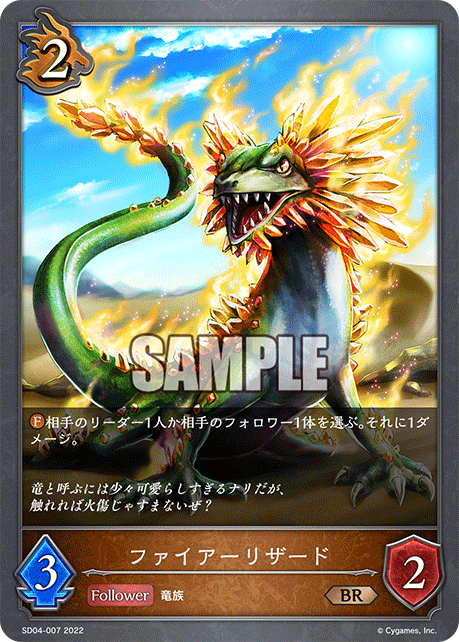 2
SAMPLE
F 相手のリーダー1人か相手のフォロワー1体を選ぶ。それに1ダ
メージ。
竜と呼ぶには少々可愛らしすぎるナリだが、
触れれば火傷じゃすまないぜ?
ファイアーリザード
3
Follower 竜族
BR
2
SD04-007 2022
© Cygames, Inc.